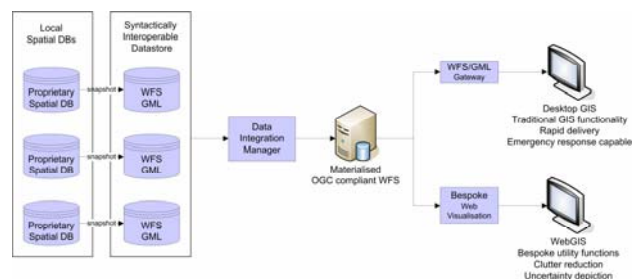 Local
Spatial DBs
Syntactically
Interoperable
Datastore
Proprietary
Spatial DB
snapshot
WFS
GML
Proprietary
Spatial DB
snapshot
WFS
GML
Proprietary
Spatial DB
snapshot
WFS
GML
Data
Integration
Manager
Materialised
OGC compliant WFS
WFS/GML
Gateway
Desktop GIS
Traditional GIS functionality
Rapid delivery
Emergency response capable
Bespoke
Web
Visualisation
WebGIS
Bespoke utility functions
Clutter reduction
Uncertainty depiction